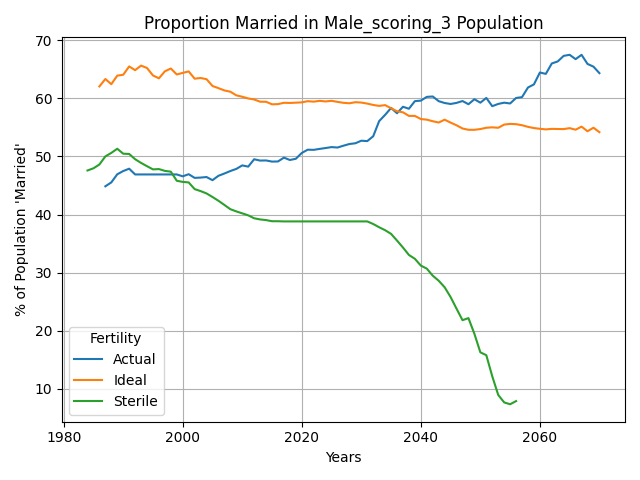 Proportion Married in Male_scoring_3 Population
% of Population 'Married'
70
60
50
40
30
20
10
Fertility
Actual
Ideal
Sterile
1980 2000 2020 2040 2060
Years